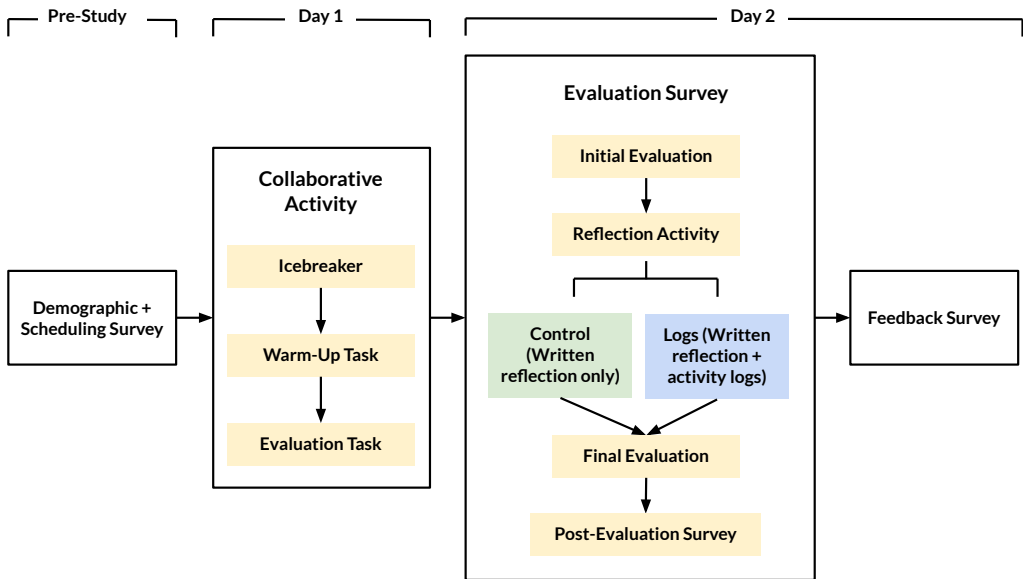 Pre-Study
Day 1
Day 2
Demographic +
Scheduling Survey
Collaborative
Activity
Icebreaker
Warm-Up Task
Evaluation Task
Evaluation Survey
Initial Evaluation
Reflection Activity
Control
(Written
reflection only)
Logs (Written
reflection +
activity logs)
Final Evaluation
Post-Evaluation Survey
Feedback Survey